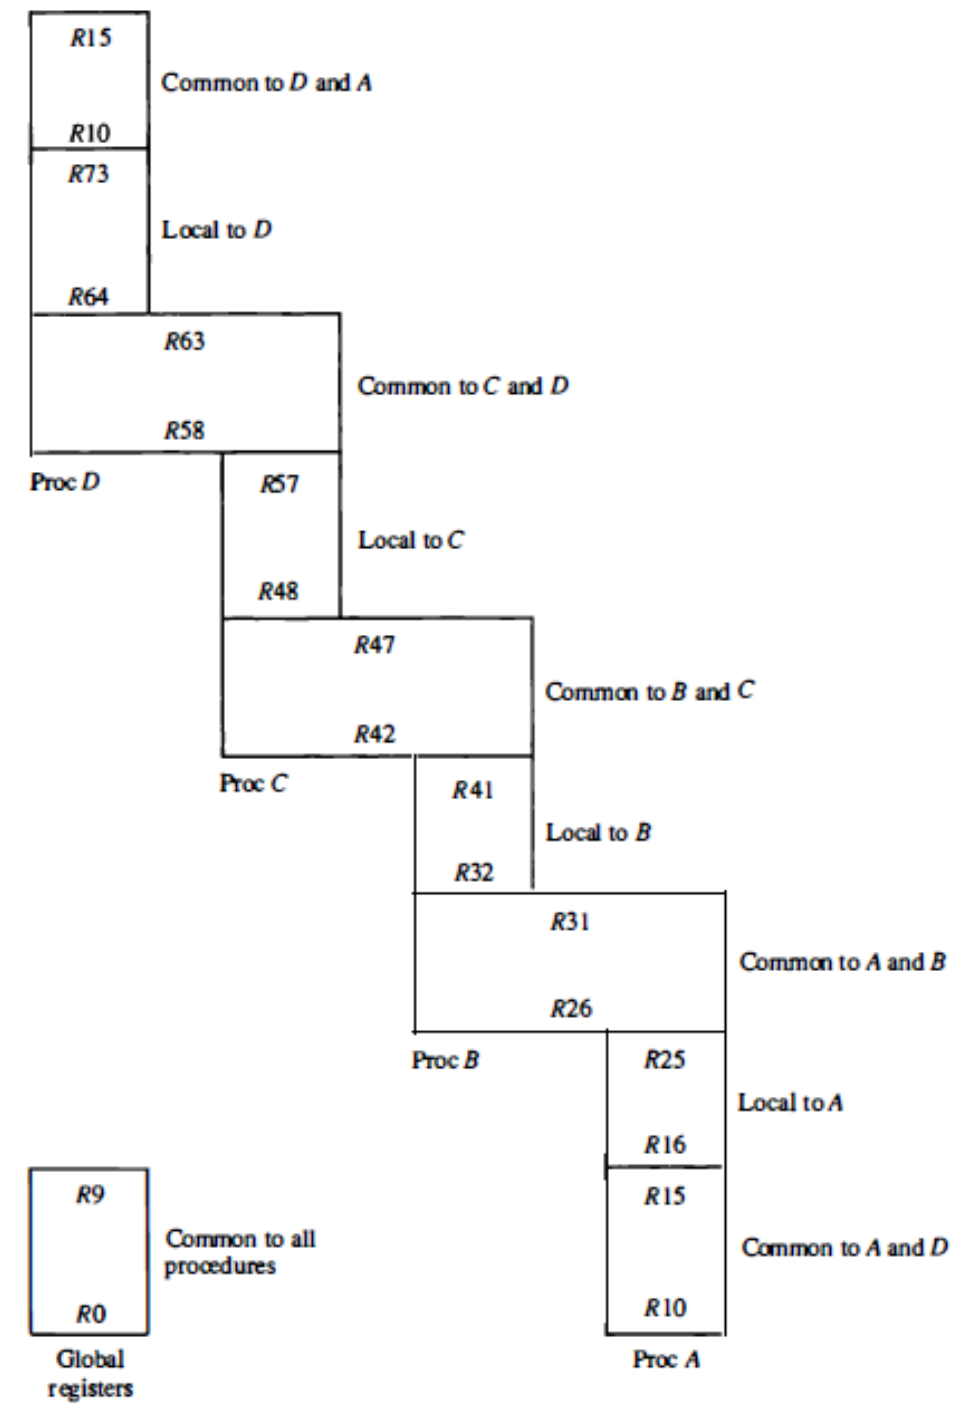 R15
Common to D and A
R10
R73
Local to D
R64
R63
Common to C and D
R58
Proc D
R57
Local to C
R48
R47
Common to B and C
R42
Proc C
R41
Local to B
R32
R31
Common to A and B
R26
Proc B
R25
Local to A
R16
R9
R15
Common to all
procedures
Common to A and D
R0
R10
Global
registers
Proc A